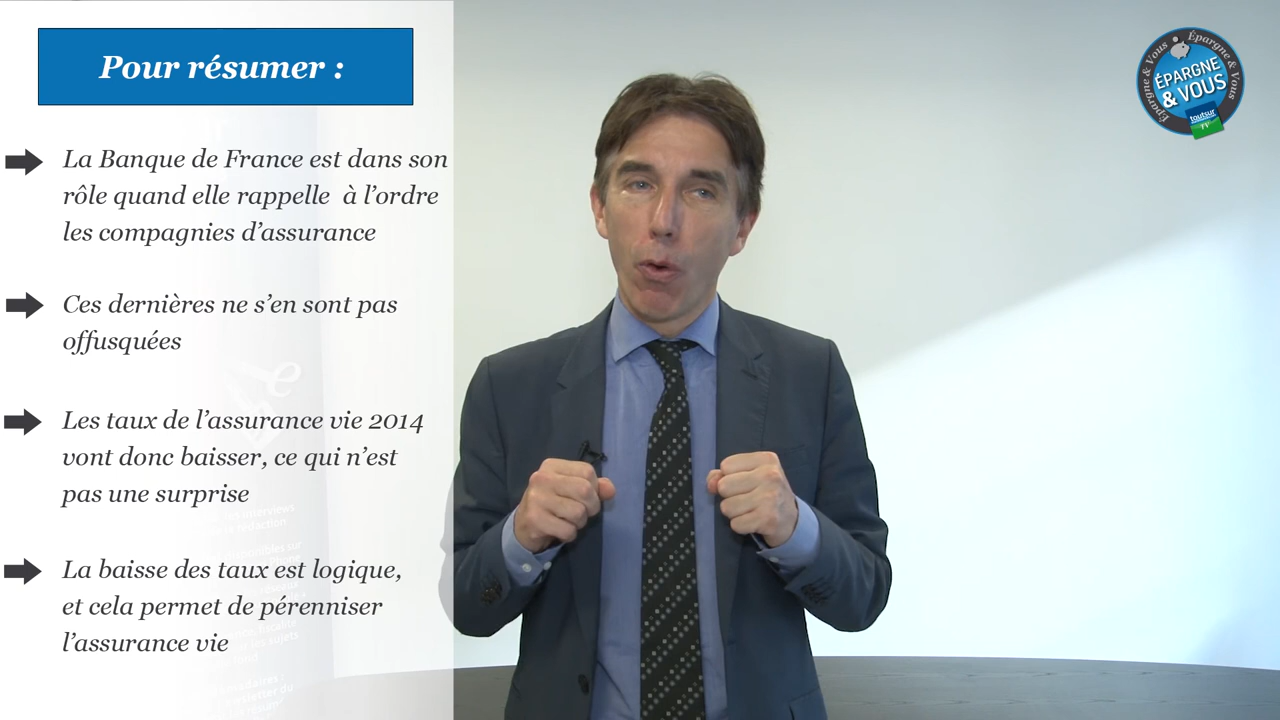 Pour résumer :
La Banque de France est dans son
rôle quand elle rappelle à l’ordre
les compagnies d’assurance
Ces dernières ne s’en sont pas
offusquées
Les taux de l’assurance vie 2014
vont donc baisser, ce qui n’est
pas une surprise
La baisse des taux est logique,
et cela permet de pérenniser
l’assurance vie
Épargne & Vous
Épargne & Vous
ÉPARGNE
& VOUS
toutsur
TV